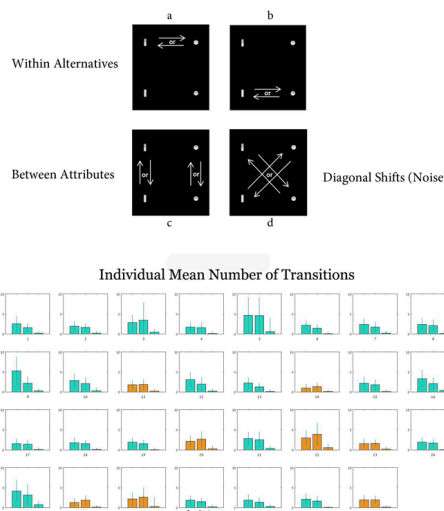 a b
or
Within Alternatives
or
or or
Between Attributes
or
Diagonal Shifts (Noise
c d
Individual Mean Number of Transitions
1 2 3 4 5 6 7 8
9 10 11 12 13 14 15 16
17 18 19 20 21 22 23 24